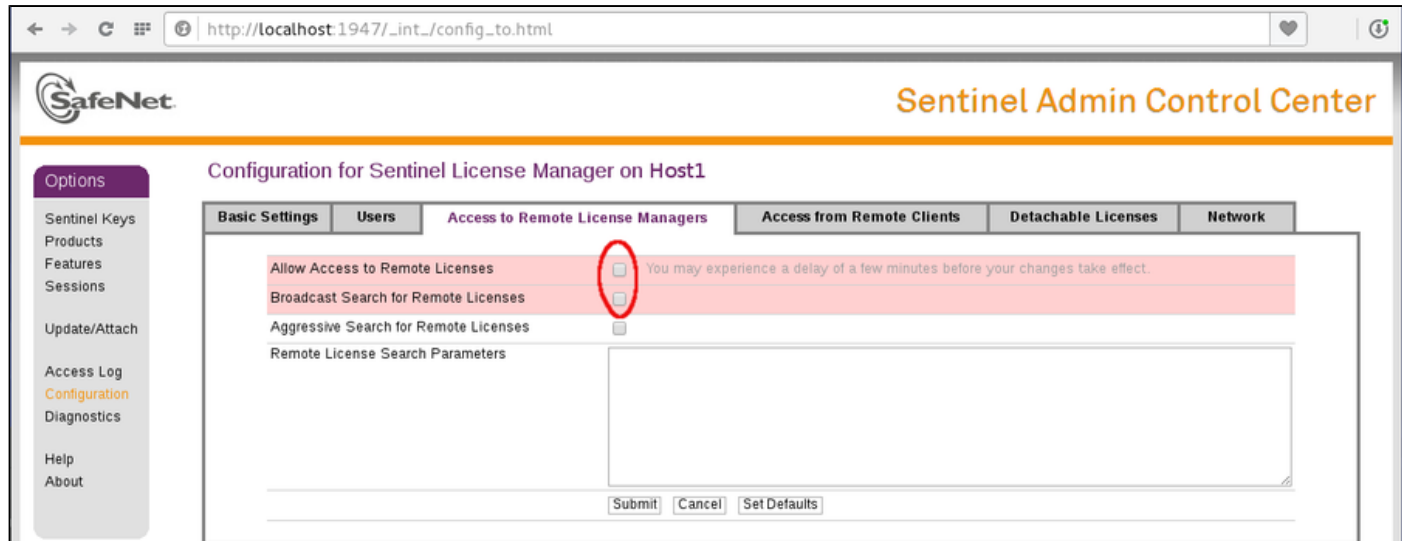 http://localhost:1947/_int_/config_to.html
SafeNet.
Sentinel Admin Control Center
Options
Sentinel Keys
Products
Features
Sessions
Update/Attach
Access Log
Configuration
Diagnostics
Help
About
Configuration for Sentinel License Manager on Host1
Basic Settings
Users
Access to Remote License Managers
Access from Remote Clients
Detachable Licenses
Network
Allow Access to Remote Licenses
You may experience a delay of a few minutes before your changes take effect.
Broadcast Search for Remote Licenses
Aggressive Search for Remote Licenses
Remote License Search Parameters
Submit
Cancel
Set Defaults